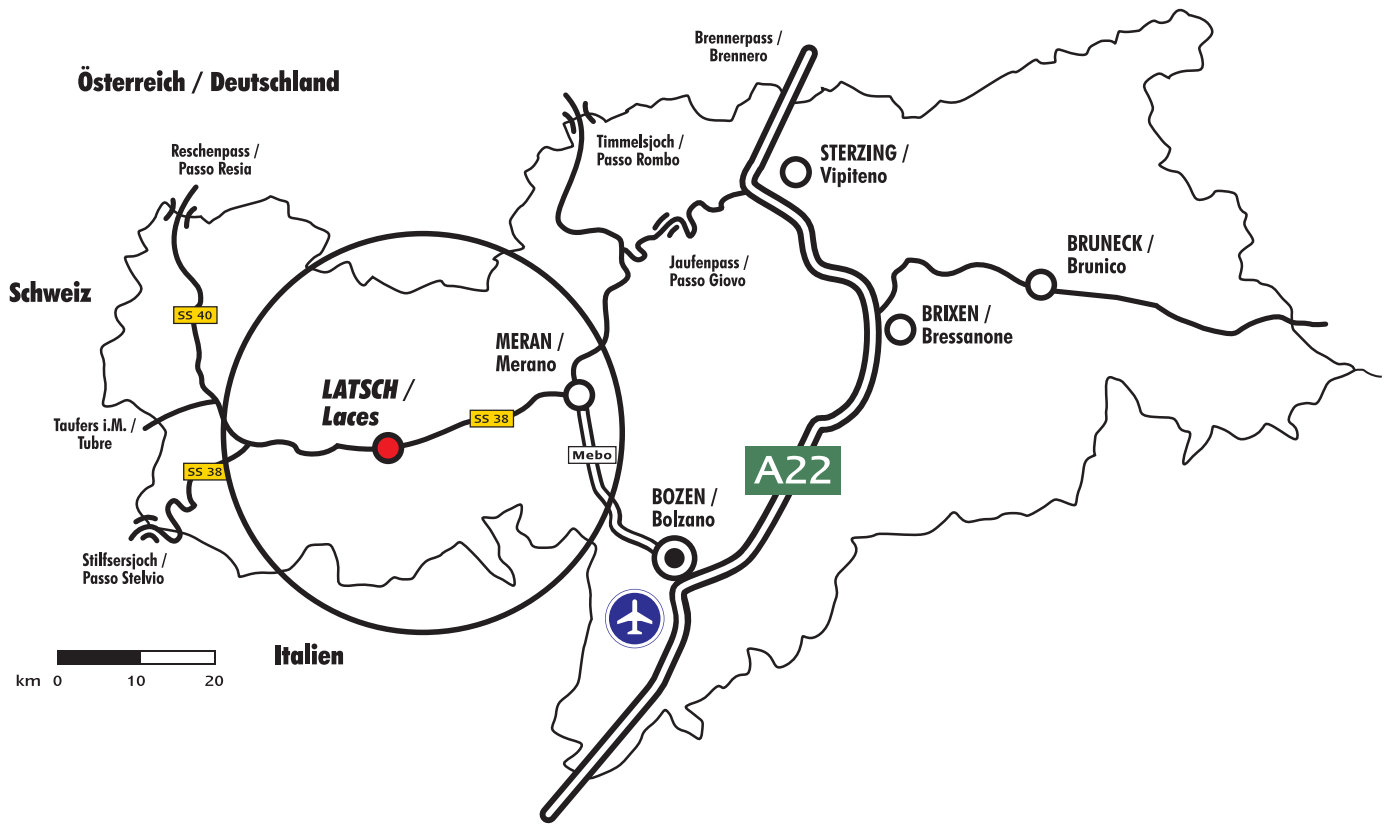 Brennerpass /
Brennero
Österreich / Deutschland
Timmelsjoch /
Passo Rombo
STERZING /
Vipiteno
Reschenpass /
Passo Resia
BRUNECK /
Brunico
Jaufenpass /
Passo Giovo
Schweiz
SS 40
BRIXEN /
Bressanone
MERAN /
Merano
LATSCH /
Laces
SS 38
Taufers i.M. /
Tubre
Mebo
SS 38
A22
BOZEN /
Bolzano
Stilfsersjoch /
Passo Stelvio
Italien
km 0 10 20